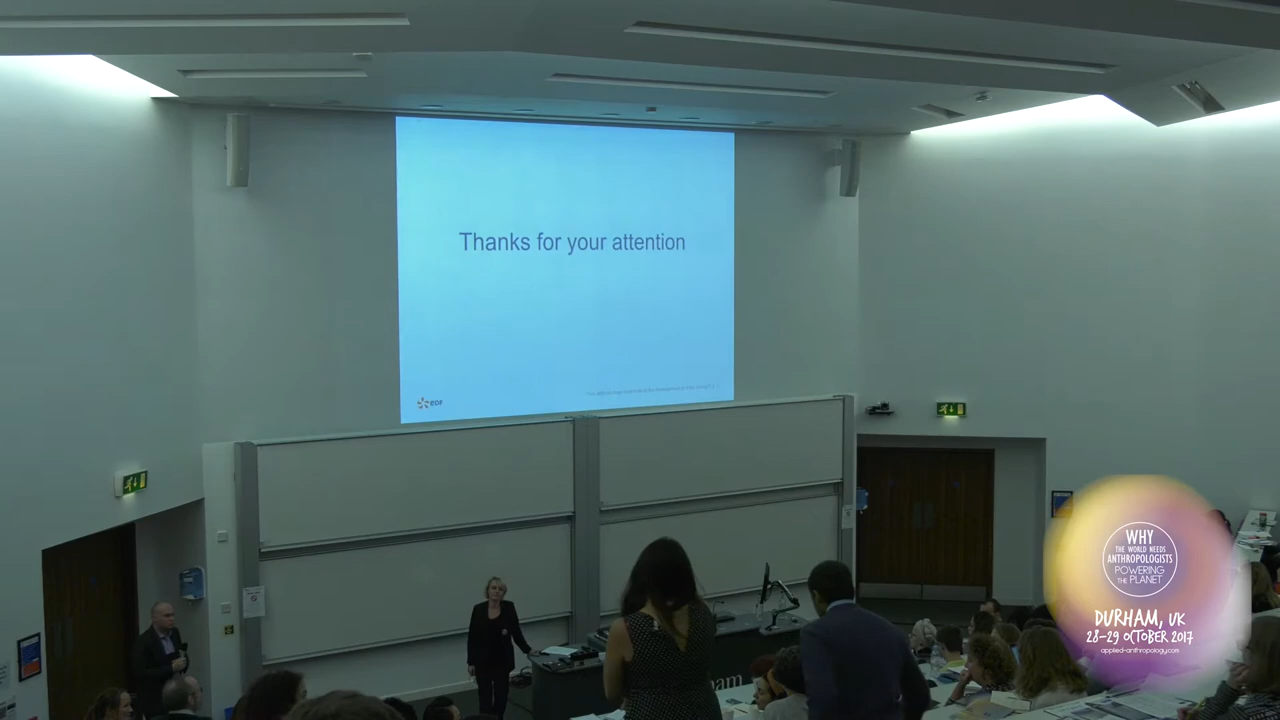 Thanks for your attention
edf
WHY
THE WORLD NEEDS
ANTHROPOLOGISTS
POWERING
THE PLANET
DURHAM, UK
28-29 OCTOBER 2017
applied-anthropology.com